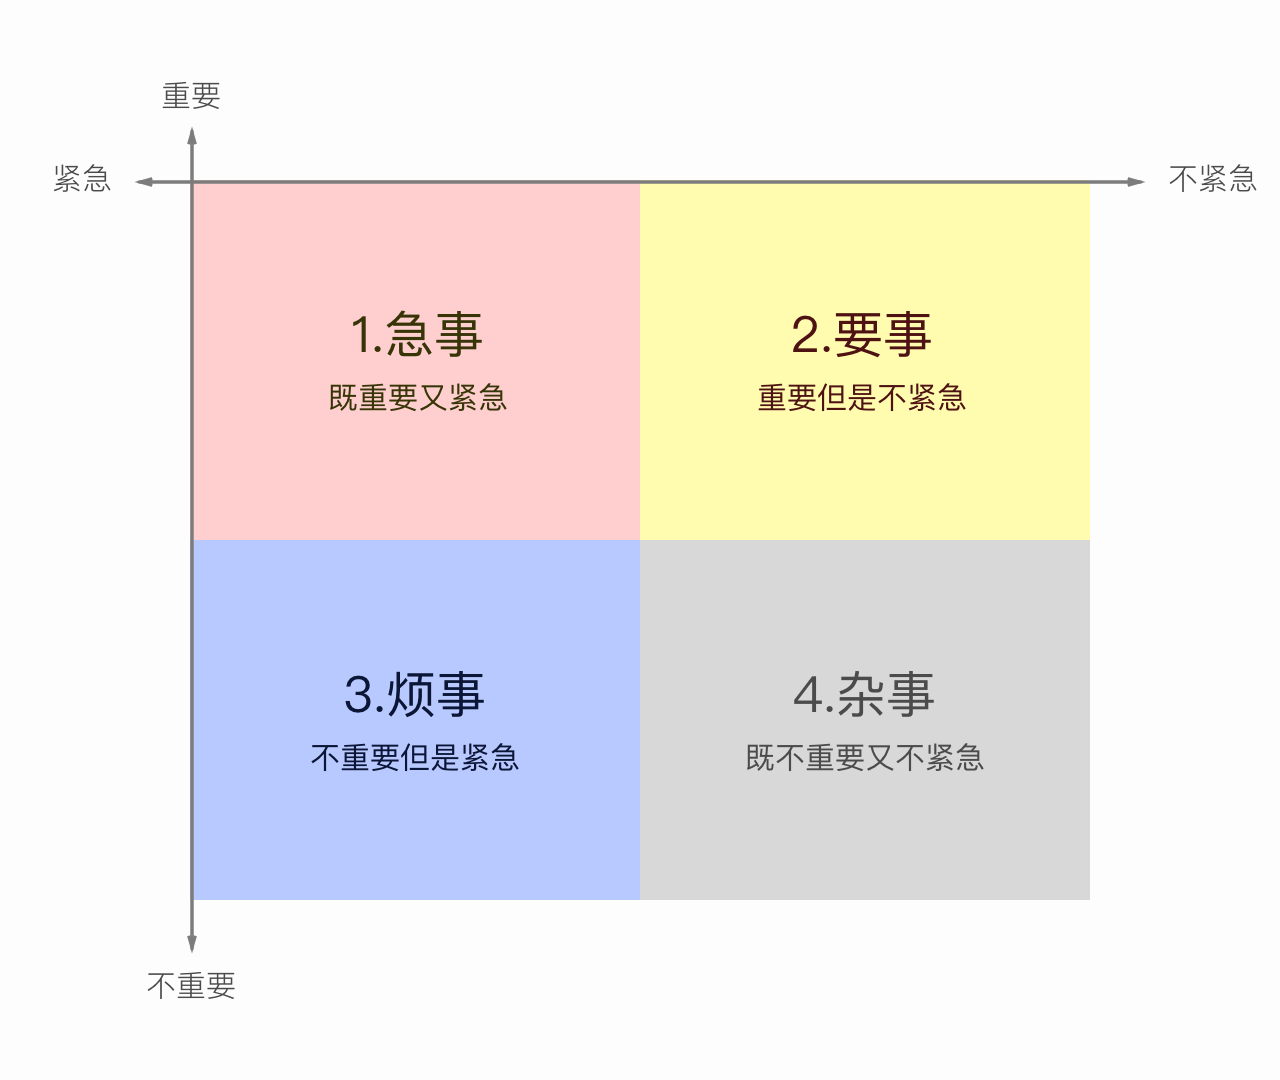 重要
紧急
不紧急
1.急事
既重要又紧急
2.要事
重要但是不紧急
3.烦事
不重要但是紧急
4.杂事
既不重要又不紧急
不重要